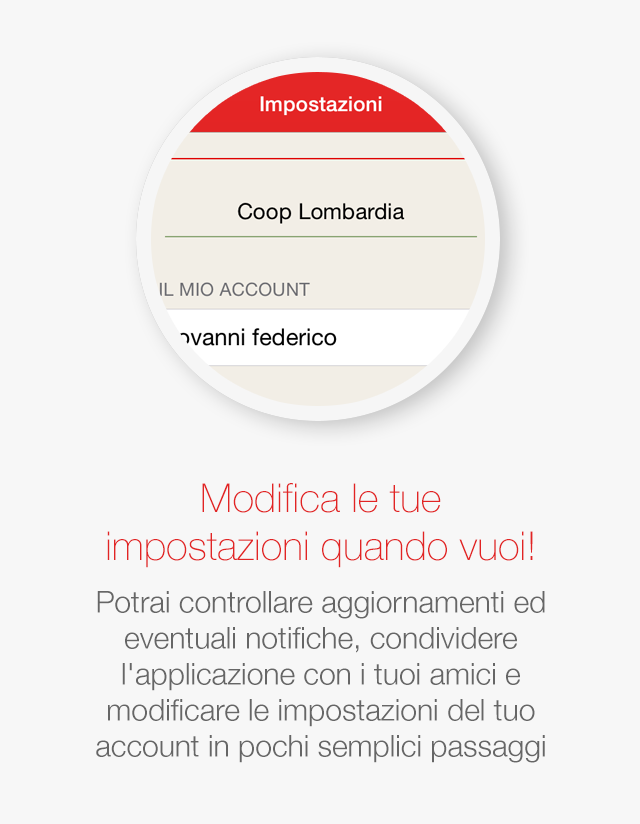 Impostazioni
Coop Lombardia
IL MIO ACCOUNT
ovanni federico
Modifica le tue
impostazioni quando vuoi!
Potrai controllare aggiornamenti ed
eventuali notifiche, condividere
l'applicazione con i tuoi amici e
modificare le impostazioni del tuo
account in pochi semplici passaggi